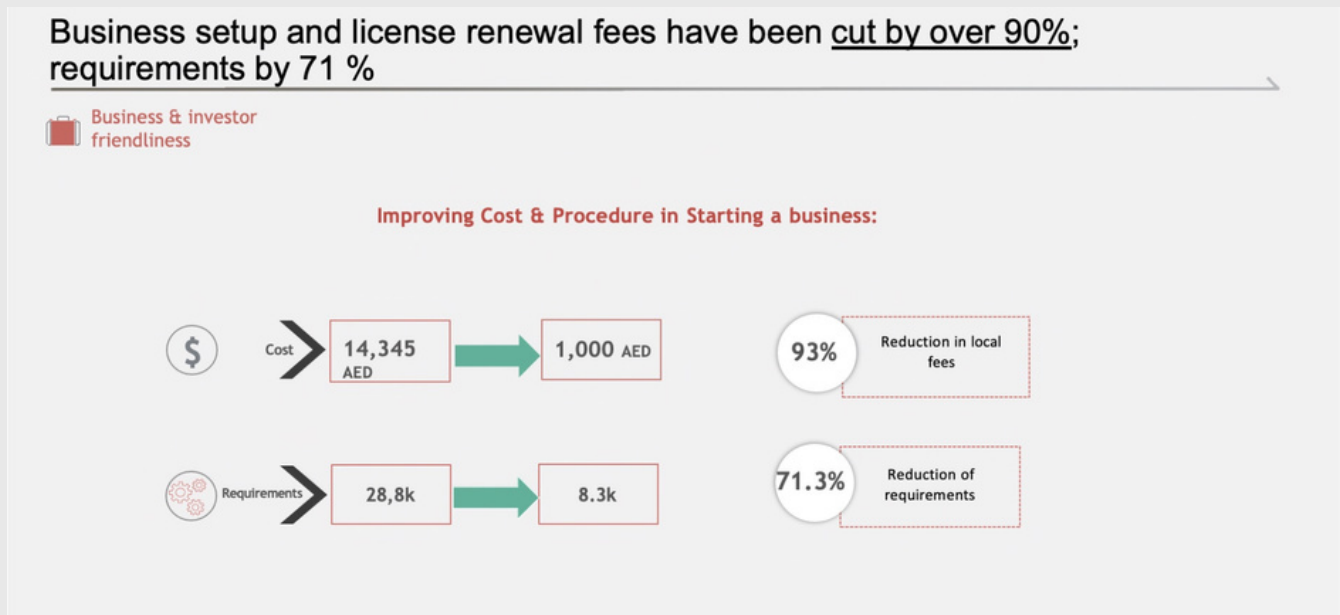 Business setup and license renewal fees have been cut by over 90%;
requirements by 71 %
Business & investor
friendliness
Improving Cost & Procedure in Starting a business:
$
Cost
14,345
AED
1,000 AED
93%
Reduction in local
fees
Requirements
28,8k
8.3k
71.3%
Reduction of
requirements